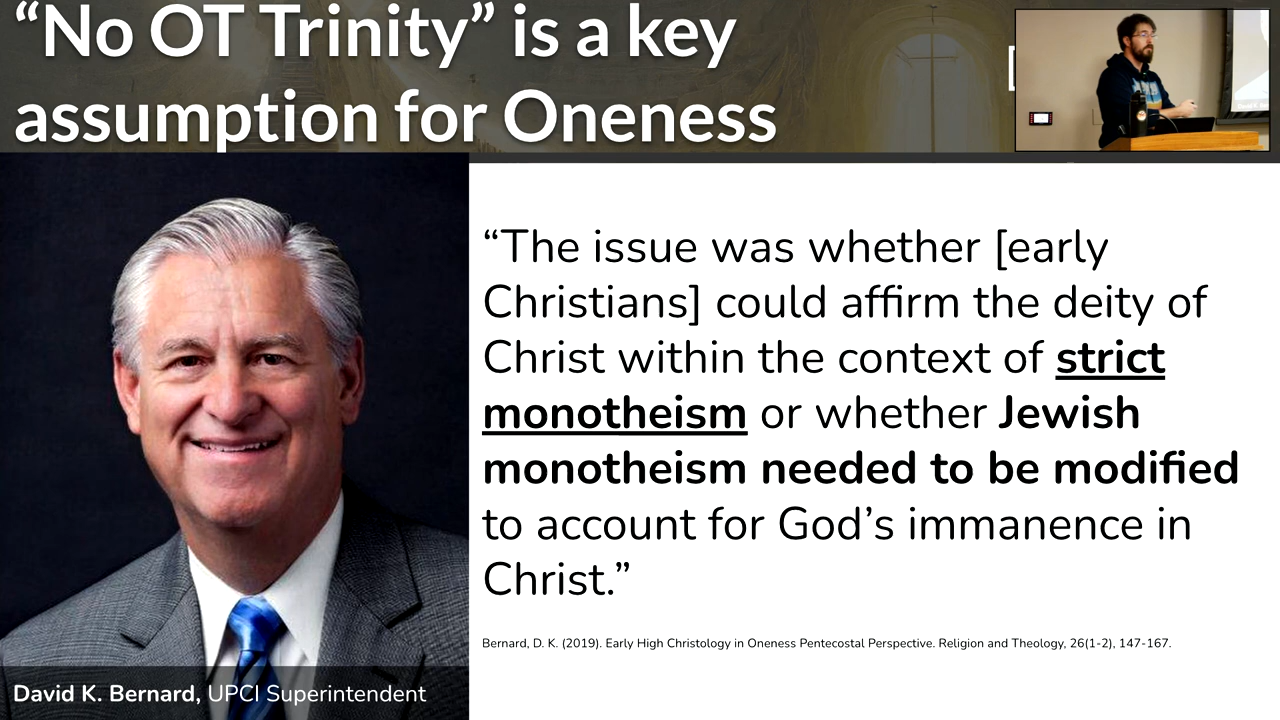 “No OT Trinity” is a key
assumption for Oneness
“The issue was whether [early
Christians] could affirm the deity of
Christ within the context of strict
monotheism or whether Jewish
monotheism needed to be modified
to account for God’s immanence in
Christ.”
Bernard, D. K. (2019). Early High Christology in Oneness Pentecostal Perspective. Religion and Theology, 26(1-2), 147-167.
David K. Bernard, UPCI Superintendent